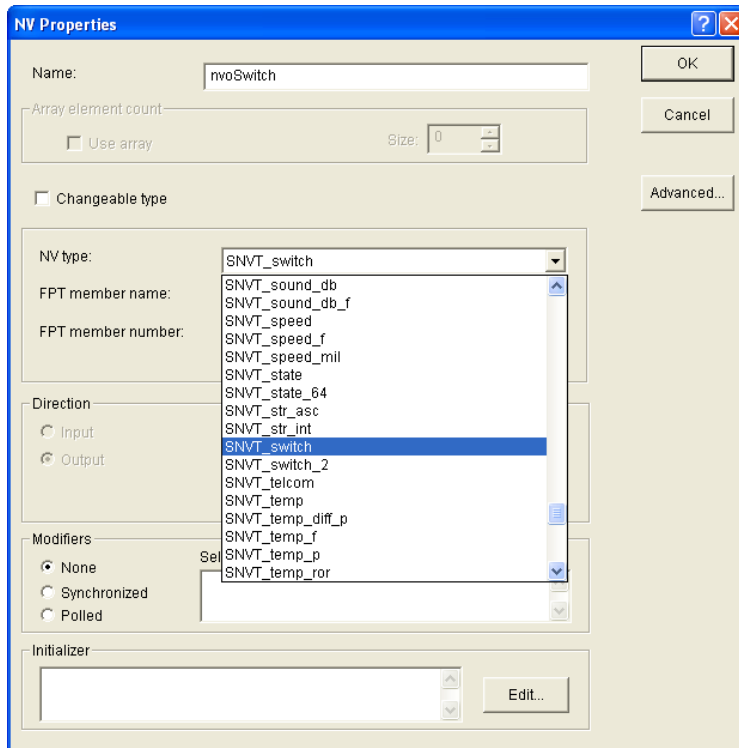 NV Properties
OK
Name: nvoSwitch
Array element count
Cancel
Use array Size: 0
Changeable type
Advanced...
NV type: SNVT_switch
SNVT_sound_db
FPT member name:
SNVT_sound_db_f
SNVT_speed
FPT member number:
SNVT_speed_f
SNVT_speed_mil
SNVT_state
SNVT_state_64
Direction
SNVT_str_asc
Input
SNVT_str_int
SNVT_switch
Output
SNVT_switch_2
SNVT_telcom
SNVT_temp
SNVT_temp_diff_p
SNVT_temp_f
Modifiers
SNVT_temp_p
None
Sel
SNVT_temp_ror
Synchronized
Polled
Initializer
Edit...